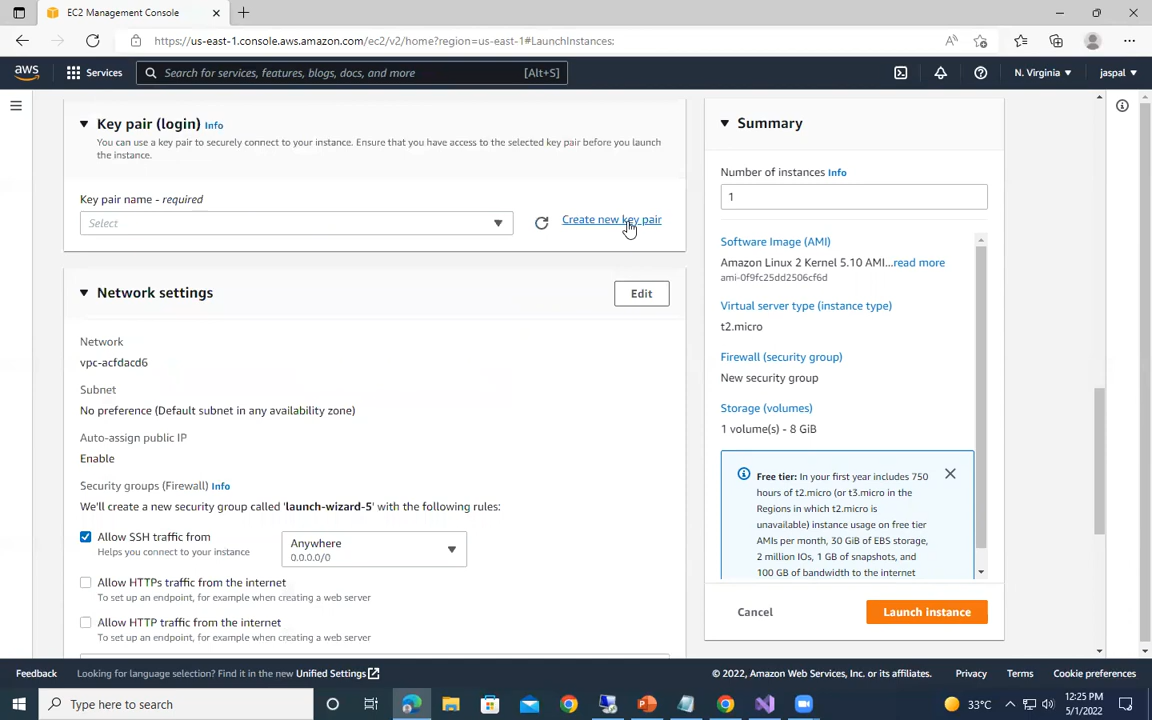 EC2 Management Console
https://us-east-1.console.aws.amazon.com/ec2/v2/home?region=us-east-1#LaunchInstances:
aws
Services
Search for services, features, blogs, docs, and more
[Alt+S]
N. Virginia
jaspal
Key pair (login) Info
You can use a key pair to securely connect to your instance. Ensure that you have access to the selected key pair before you launch
the instance.
Key pair name - required
Select
Create new key pair
Network settings
Edit
Network
vpc-acfdacd6
Subnet
No preference (Default subnet in any availability zone)
Auto-assign public IP
Enable
Security groups (Firewall) Info
We'll create a new security group called 'launch-wizard-5' with the following rules:
Allow SSH traffic from
Helps you connect to your instance
Anywhere
0.0.0.0/0
Allow HTTPs traffic from the internet
To set up an endpoint, for example when creating a web server
Allow HTTP traffic from the internet
To set up an endpoint, for example when creating a web server
Summary
Number of instances Info
1
Software Image (AMI)
Amazon Linux 2 Kernel 5.10 AMI...read more
ami-0f9fc25dd2506cf6d
Virtual server type (instance type)
t2.micro
Firewall (security group)
New security group
Storage (volumes)
1 volume(s) - 8 GiB
Free tier: In your first year includes 750
hours of t2.micro (or t3.micro in the
Regions in which t2.micro is
unavailable) instance usage on free tier
AMIs per month, 30 GiB of EBS storage,
2 million IOs, 1 GB of snapshots, and
100 GB of bandwidth to the internet
Cancel
Launch instance
Feedback
Looking for language selection? Find it in the new Unified Settings
© 2022, Amazon Web Services, Inc. or its affiliates.
Privacy
Terms
Cookie preferences
Type here to search
33°C
12:25 PM
5/1/2022